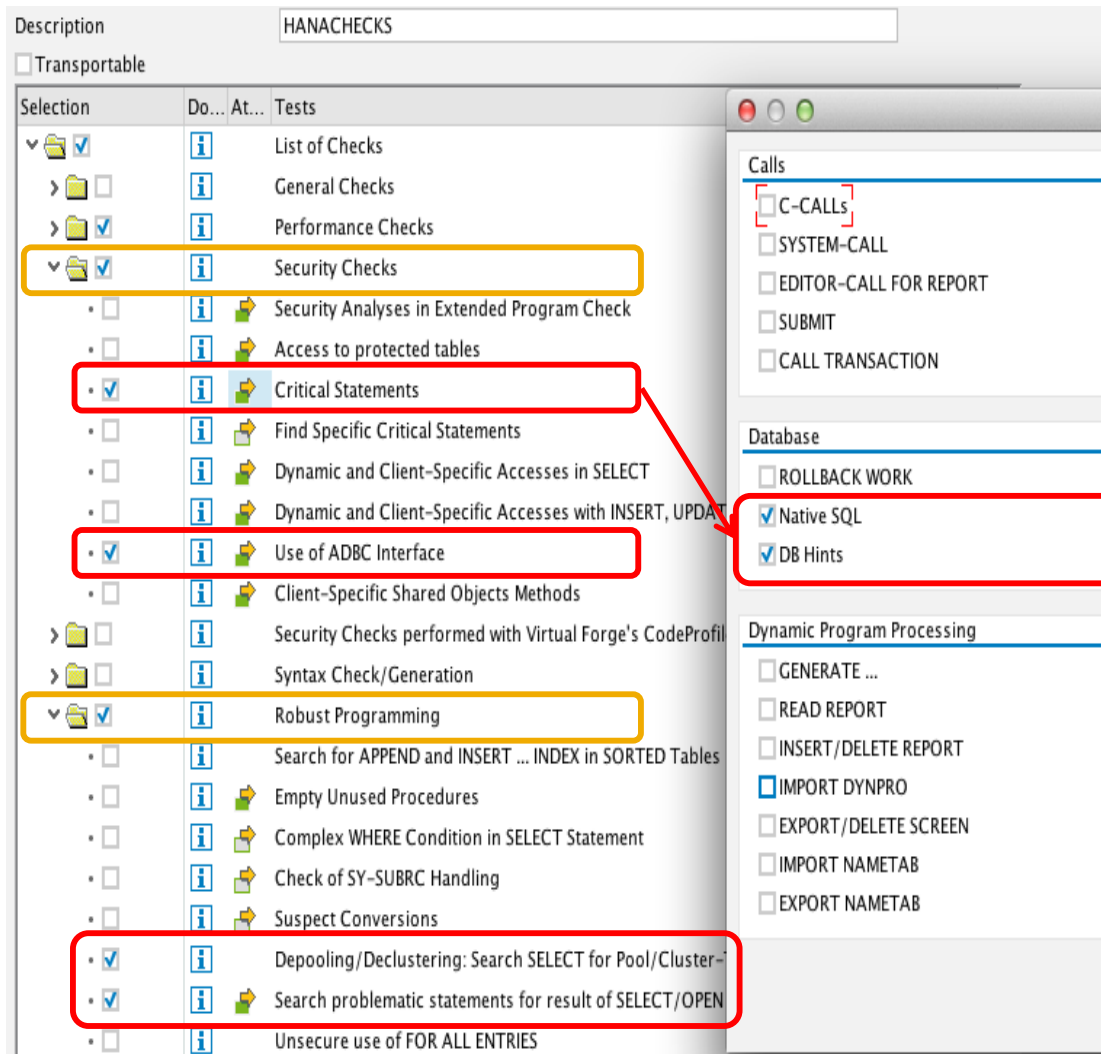 Description HANACHECKS
Transportable
Selection Do... At... Tests
List of Checks
General Checks
Performance Checks
Security Checks
Security Analyses in Extended Program Check
Access to protected tables
Critical Statements
Find Specific Critical Statements
Dynamic and Client-Specific Accesses in SELECT
Dynamic and Client-Specific Accesses with INSERT, UPDAT
Use of ADBC Interface
Client-Specific Shared Objects Methods
Security Checks performed with Virtual Forge's CodeProfil
Syntax Check/Generation
Robust Programming
Search for APPEND and INSERT ... INDEX in SORTED Tables
Empty Unused Procedures
Complex WHERE Condition in SELECT Statement
Check of SY-SUBRC Handling
Suspect Conversions
Depooling/Declustering: Search SELECT for Pool/Cluster-
Search problematic statements for result of SELECT/OPEN
Unsecure use of FOR ALL ENTRIES
Calls
C-CALLs
SYSTEM-CALL
EDITOR-CALL FOR REPORT
SUBMIT
CALL TRANSACTION
Database
ROLLBACK WORK
Native SQL
DB Hints
Dynamic Program Processing
GENERATE ...
READ REPORT
INSERT/DELETE REPORT
IMPORT DYNPRO
EXPORT/DELETE SCREEN
IMPORT NAMETAB
EXPORT NAMETAB